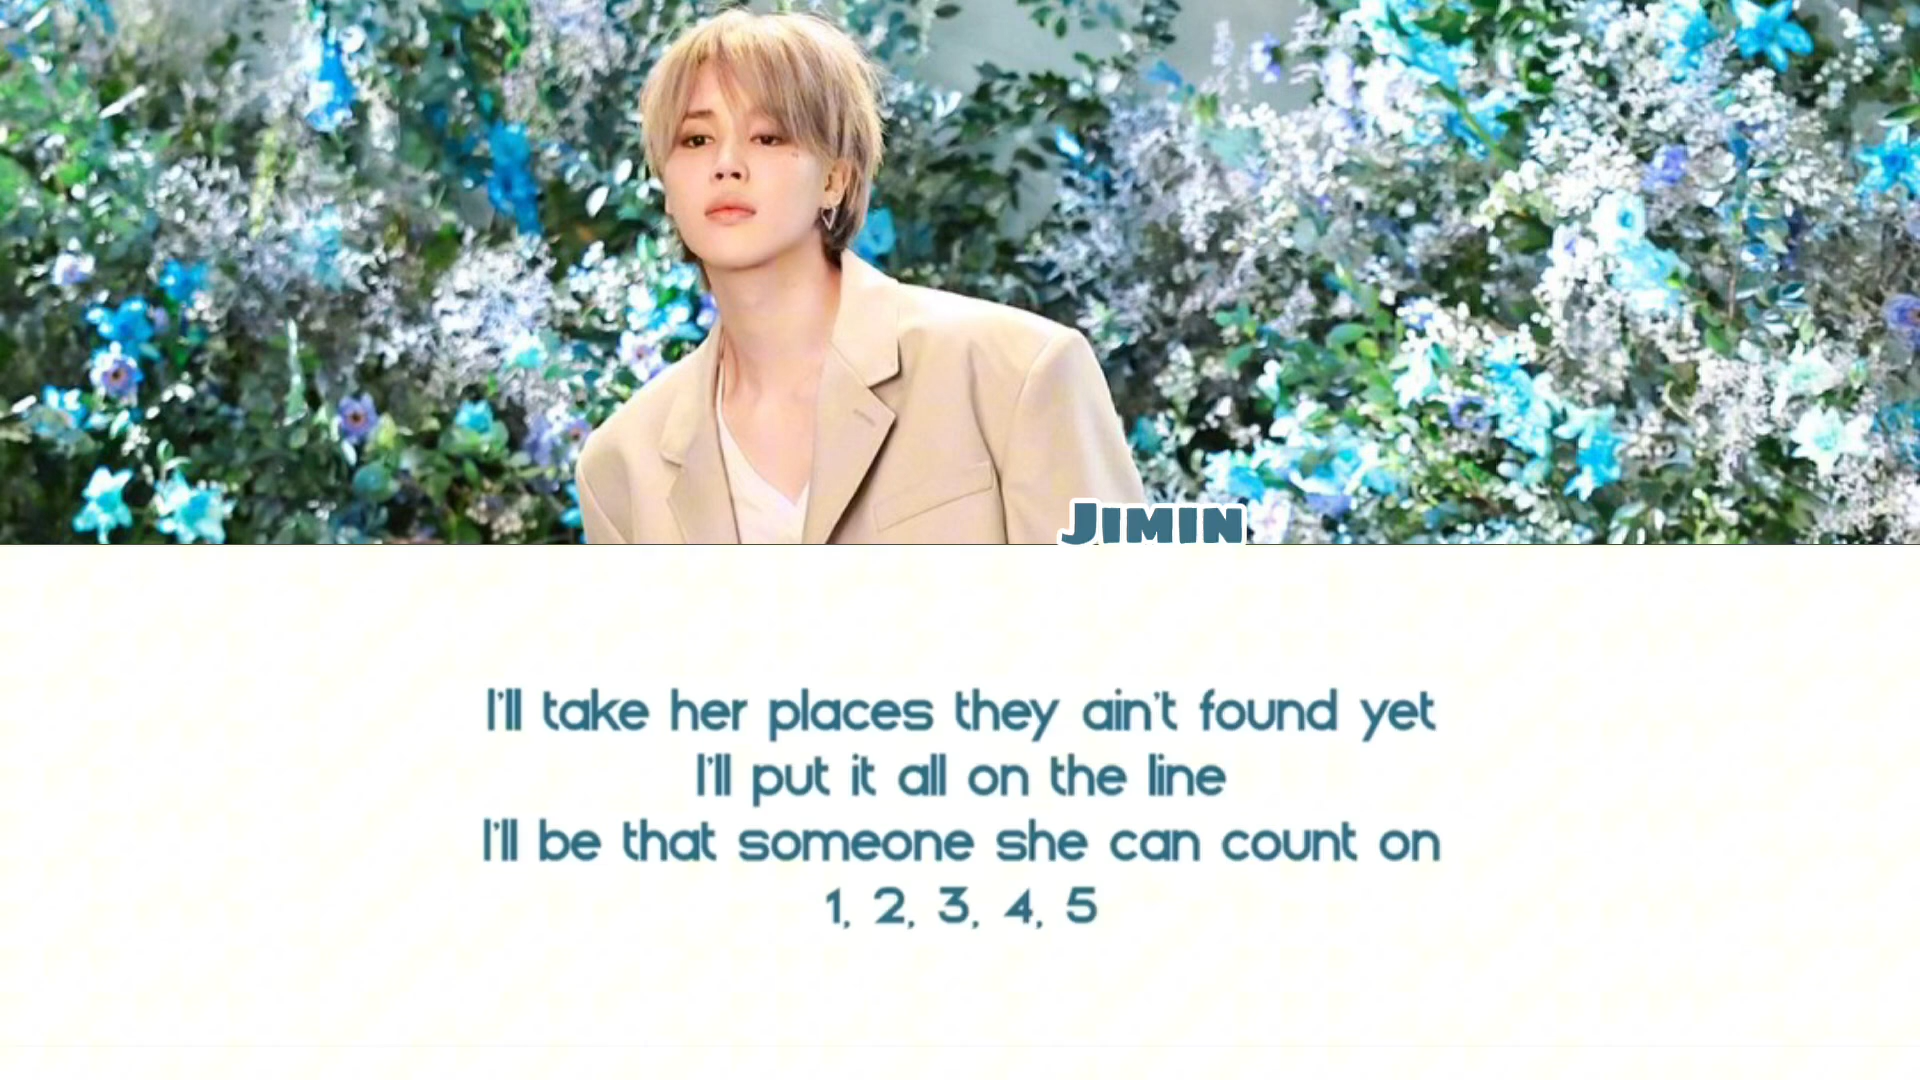 JIMIN
I'll take her places they ain't found yet
I'll put it all on the line
I'll be that someone she can count on
1, 2, 3, 4, 5